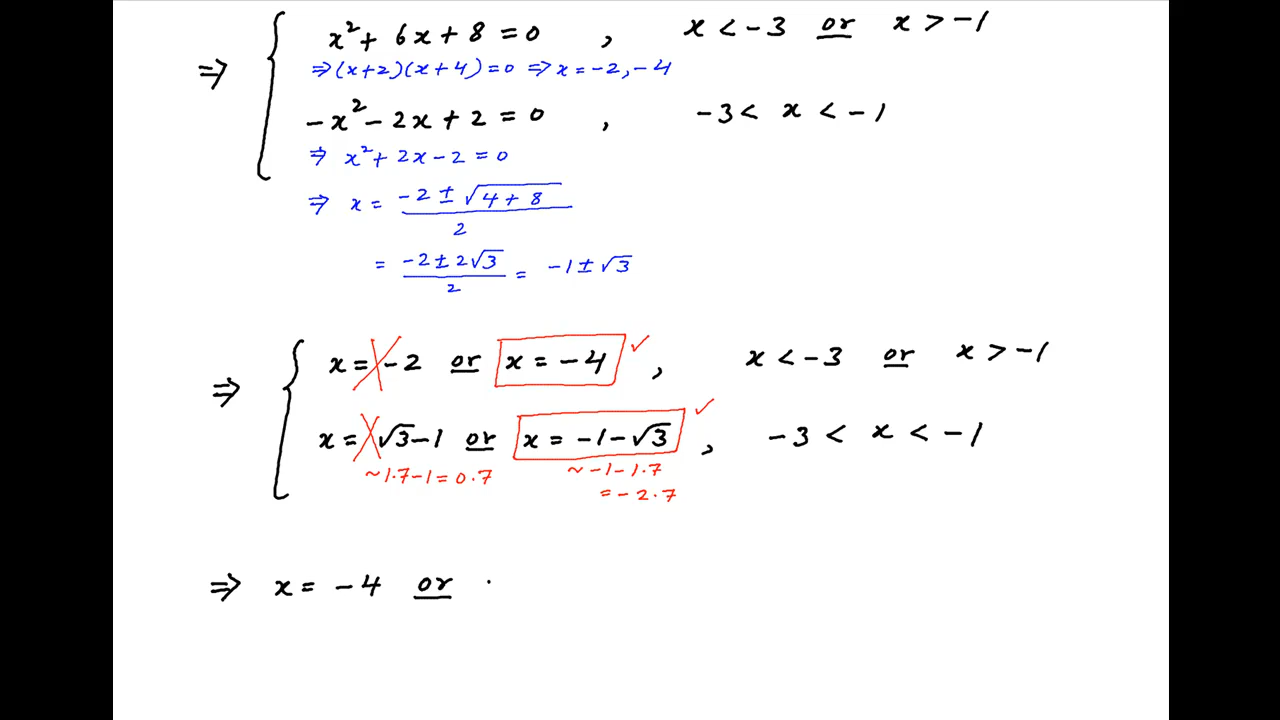 x² + 6x + 8 = 0 , x < -3 or x > -1
⇒ ⇒ (x+2)(x+4) = 0 ⇒ x = -2, -4
-x² - 2x + 2 = 0 , -3 < x < -1
⇒ x² + 2x - 2 = 0
⇒ x = (-2 ± √(4+8)) / 2
= (-2 ± 2√3) / 2 = -1 ± √3
⇒ x = -2 or x = -4 ✓ , x < -3 or x > -1
x = √3 - 1 or x = -1 - √3 ✓ , -3 < x < -1
~1.7 - 1 = 0.7 ~ -1 - 1.7
= -2.7
⇒ x = -4 or